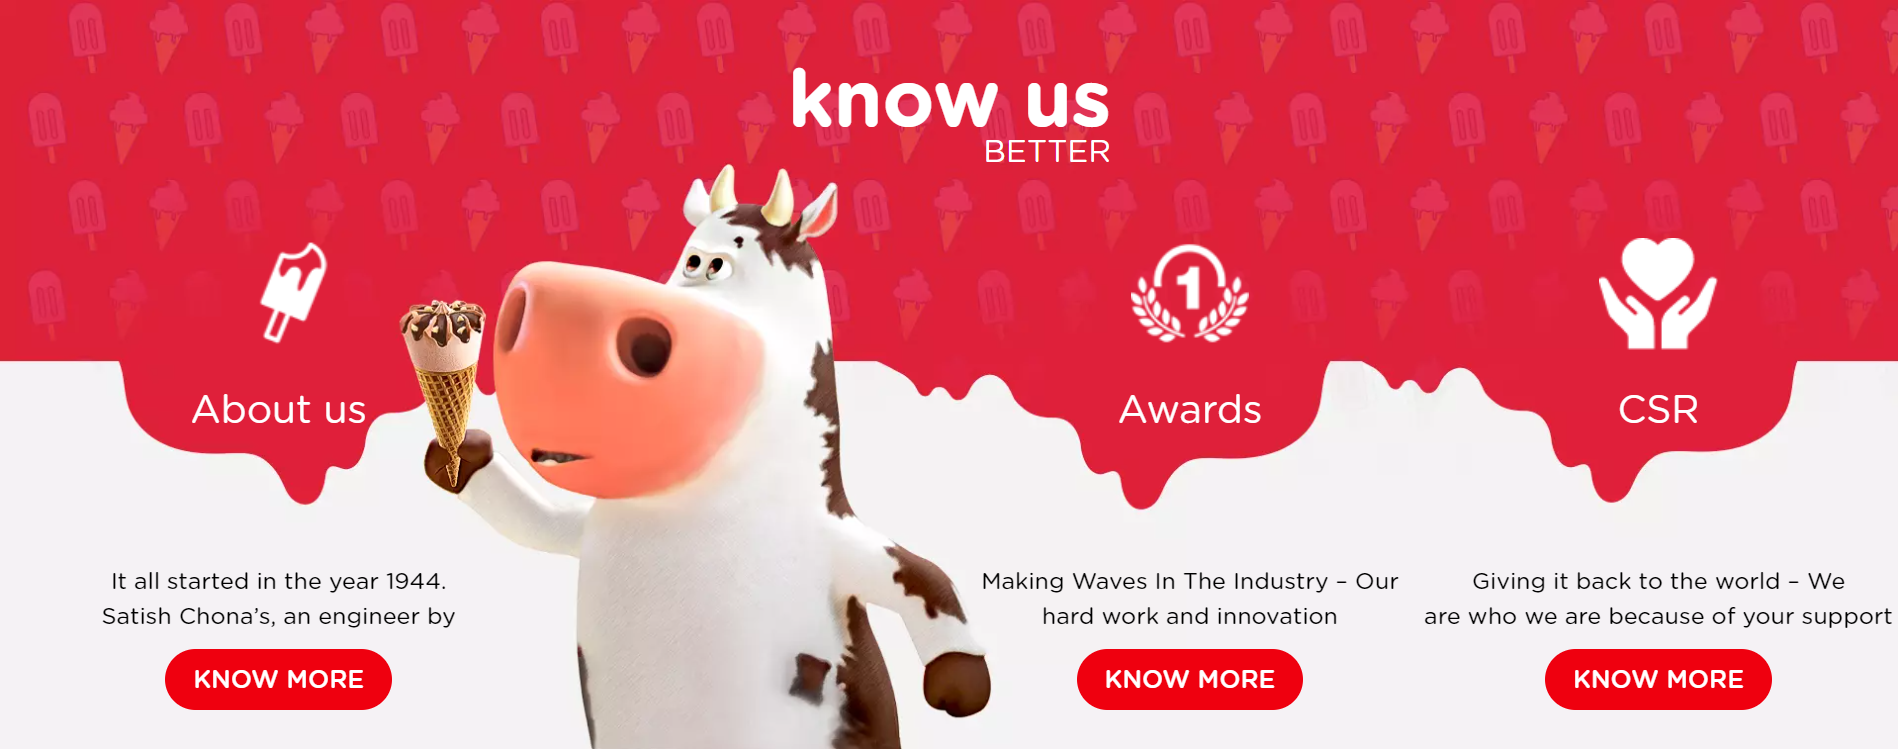 know us
BETTER
1
About us
Awards
CSR
It all started in the year 1944.
Satish Chona's, an engineer by
KNOW MORE
Making Waves In The Industry – Our
hard work and innovation
KNOW MORE
Giving it back to the world – We
are who we are because of your support
KNOW MORE